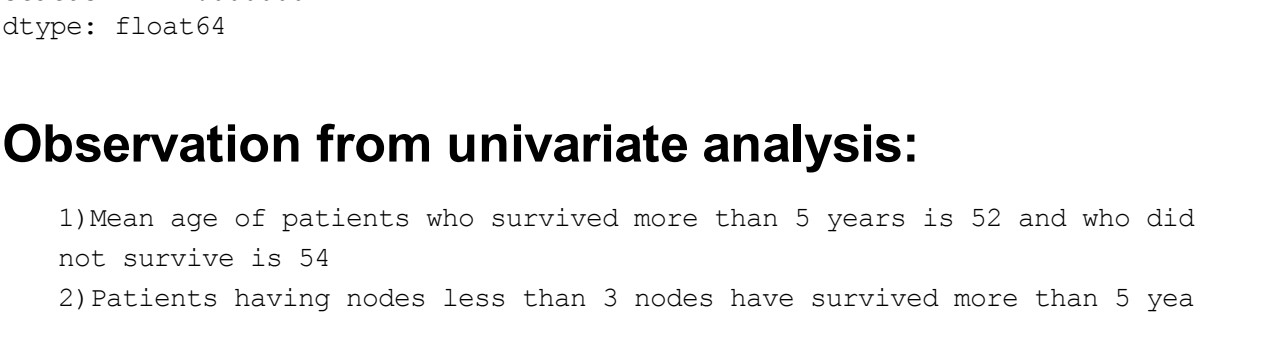 dtype: float64
Observation from univariate analysis:
1)Mean age of patients who survived more than 5 years is 52 and who did
not survive is 54
2)Patients having nodes less than 3 nodes have survived more than 5 yea